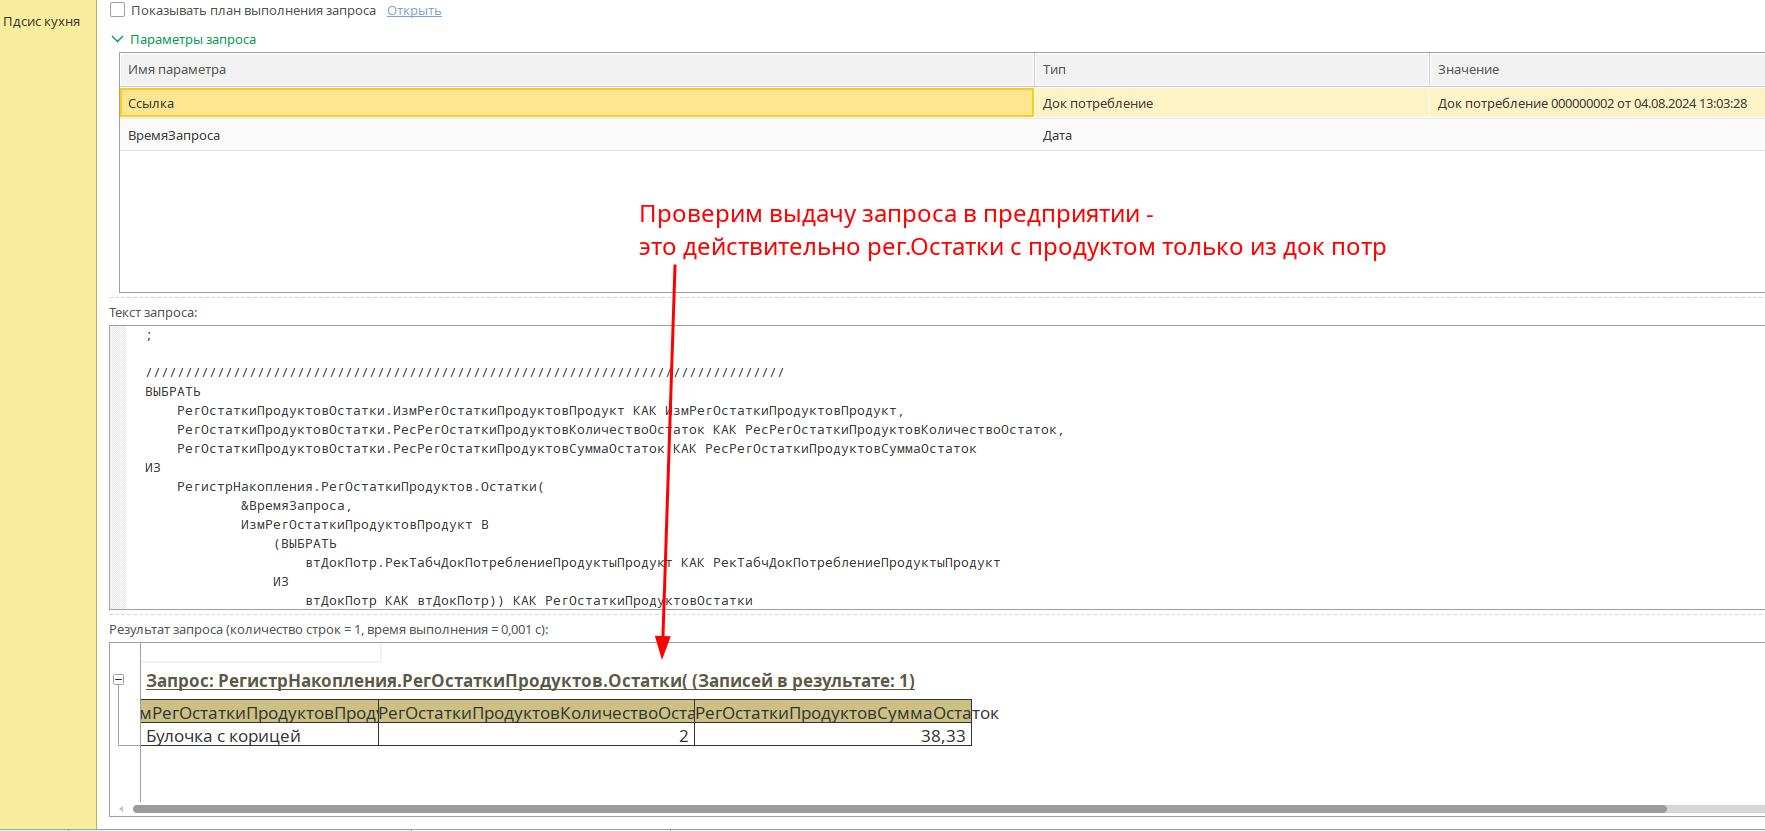 Пдсис кухня
Показывать план выполнения запроса Открыть
Параметры запроса
Имя параметра Тип Значение
Ссылка Док потребление Док потребление 000000002 от 04.08.2024 13:03:28
ВремяЗапроса Дата
Проверим выдачу запроса в предприятии -
это действительно рег.Остатки с продуктом только из док потр
Текст запроса:
;
////////////////////////////////////////////////////////////////////////////////
ВЫБРАТЬ
РегОстаткиПродуктовОстатки.ИзмРегОстаткиПродуктовПродукт КАК ИзмРегОстаткиПродуктовПродукт,
РегОстаткиПродуктовОстатки.РесРегОстаткиПродуктовКоличествоОстаток КАК РесРегОстаткиПродуктовКоличествоОстаток,
РегОстаткиПродуктовОстатки.РесРегОстаткиПродуктовСуммаОстаток КАК РесРегОстаткиПродуктовСуммаОстаток
ИЗ
РегистрНакопления.РегОстаткиПродуктов.Остатки(
&ВремяЗапроса,
ИзмРегОстаткиПродуктовПродукт В
(ВЫБРАТЬ
втДокПотр.РекТабчДокПотреблениеПродуктыПродукт КАК РекТабчДокПотреблениеПродуктыПродукт
ИЗ
втДокПотр КАК втДокПотр)) КАК РегОстаткиПродуктовОстатки
Результат запроса (количество строк = 1, время выполнения = 0,001 с):
Запрос: РегистрНакопления.РегОстаткиПродуктов.Остатки( (Записей в результате: 1)
мРегОстаткиПродуктовПрод РегОстаткиПродуктовКоличествоОста РегОстаткиПродуктовСуммаОстаток
Булочка с корицей 2 38,33